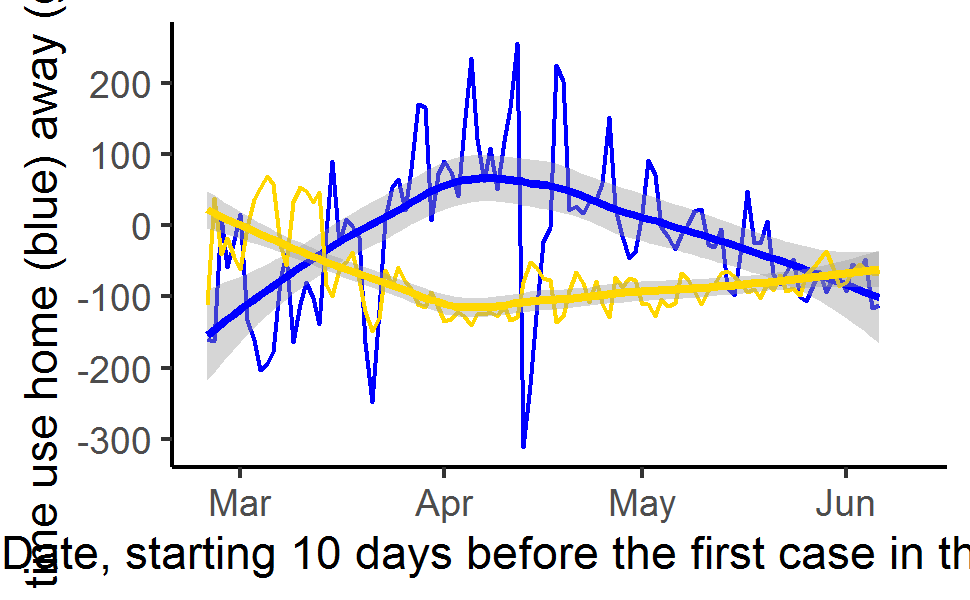 time use home (blue) away (
200
100
0
-100
-200
-300
Mar Apr May Jun
Date, starting 10 days before the first case in th